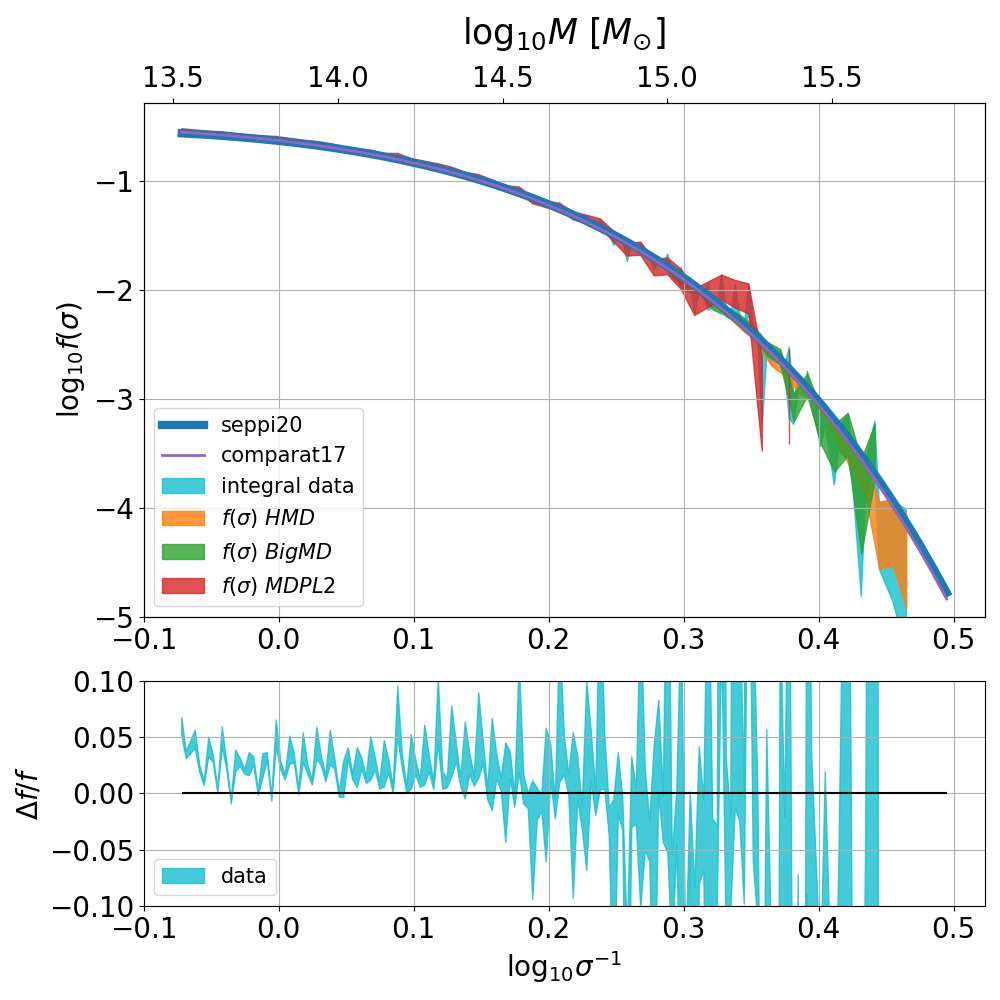 log₁₀M [M⊙]
13.5 14.0 14.5 15.0 15.5
log₁₀f(σ)
−1
−2
−3
−4
−5
seppi20
comparat17
integral data
f(σ) HMD
f(σ) BigMD
f(σ) MDPL2
−0.1 0.0 0.1 0.2 0.3 0.4 0.5
Δf/f
0.10
0.05
0.00
−0.05
−0.10
data
−0.1 0.0 0.1 0.2 0.3 0.4 0.5
log₁₀σ⁻¹